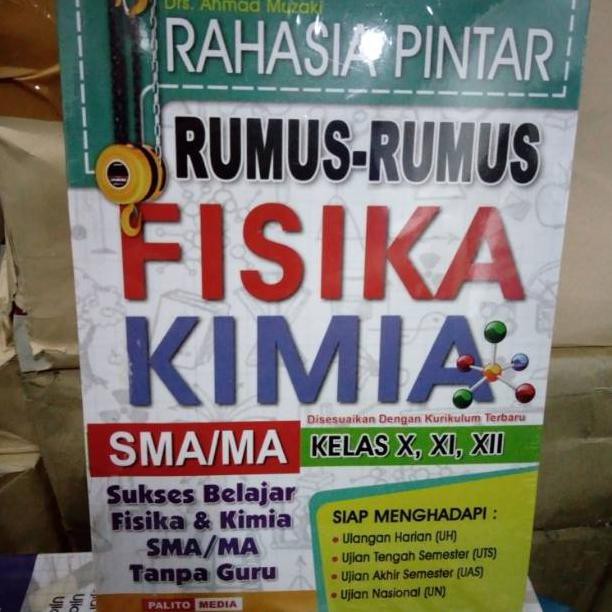 Drs. Ahmad Muzaki
RAHASIA PINTAR
RUMUS-RUMUS
FISIKA
KIMIA
Disesuaikan Dengan Kurikulum Terbaru
SMA/MA
KELAS X, XI, XII
Sukses Belajar
Fisika & Kimia
SMA/MA
Tanpa Guru
SIAP MENGHADAPI :
• Ulangan Harian (UH)
• Ujian Tengah Semester (UTS)
• Ujian Akhir Semester (UAS)
• Ujian Nasional (UN)
PALITO MEDIA